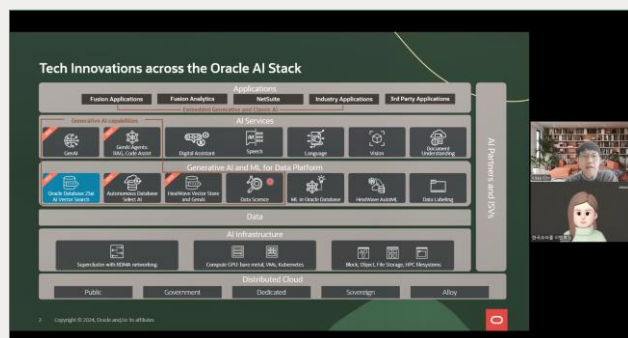 Tech Innovations across the Oracle AI Stack
Applications
Fusion Applications
Fusion Analytics
NetSuite
Industry Applications
3rd Party Applications
Embedded Generative and Classic AI
Generative AI capabilities
AI Services
GenAI
GenAI Agents:
RAG, Code Assist
Digital Assistant
Speech
Language
Vision
Document
Understanding
Generative AI and ML for Data Platform
Oracle Database 23ai
AI Vector Search
Autonomous Database
Select AI
HeatWave Vector Store
and GenAI
Data Science
ML in Oracle Database
HeatWave AutoML
Data Labeling
Data
AI Infrastructure
Supercluster with RDMA networking
Compute GPU: bare metal, VMs, Kubernetes
Block, Object, File Storage, HPC filesystems
Distributed Cloud
Public
Government
Dedicated
Sovereign
Alloy
AI Partners and ISVs
2 Copyright © 2024, Oracle and/or its affiliates